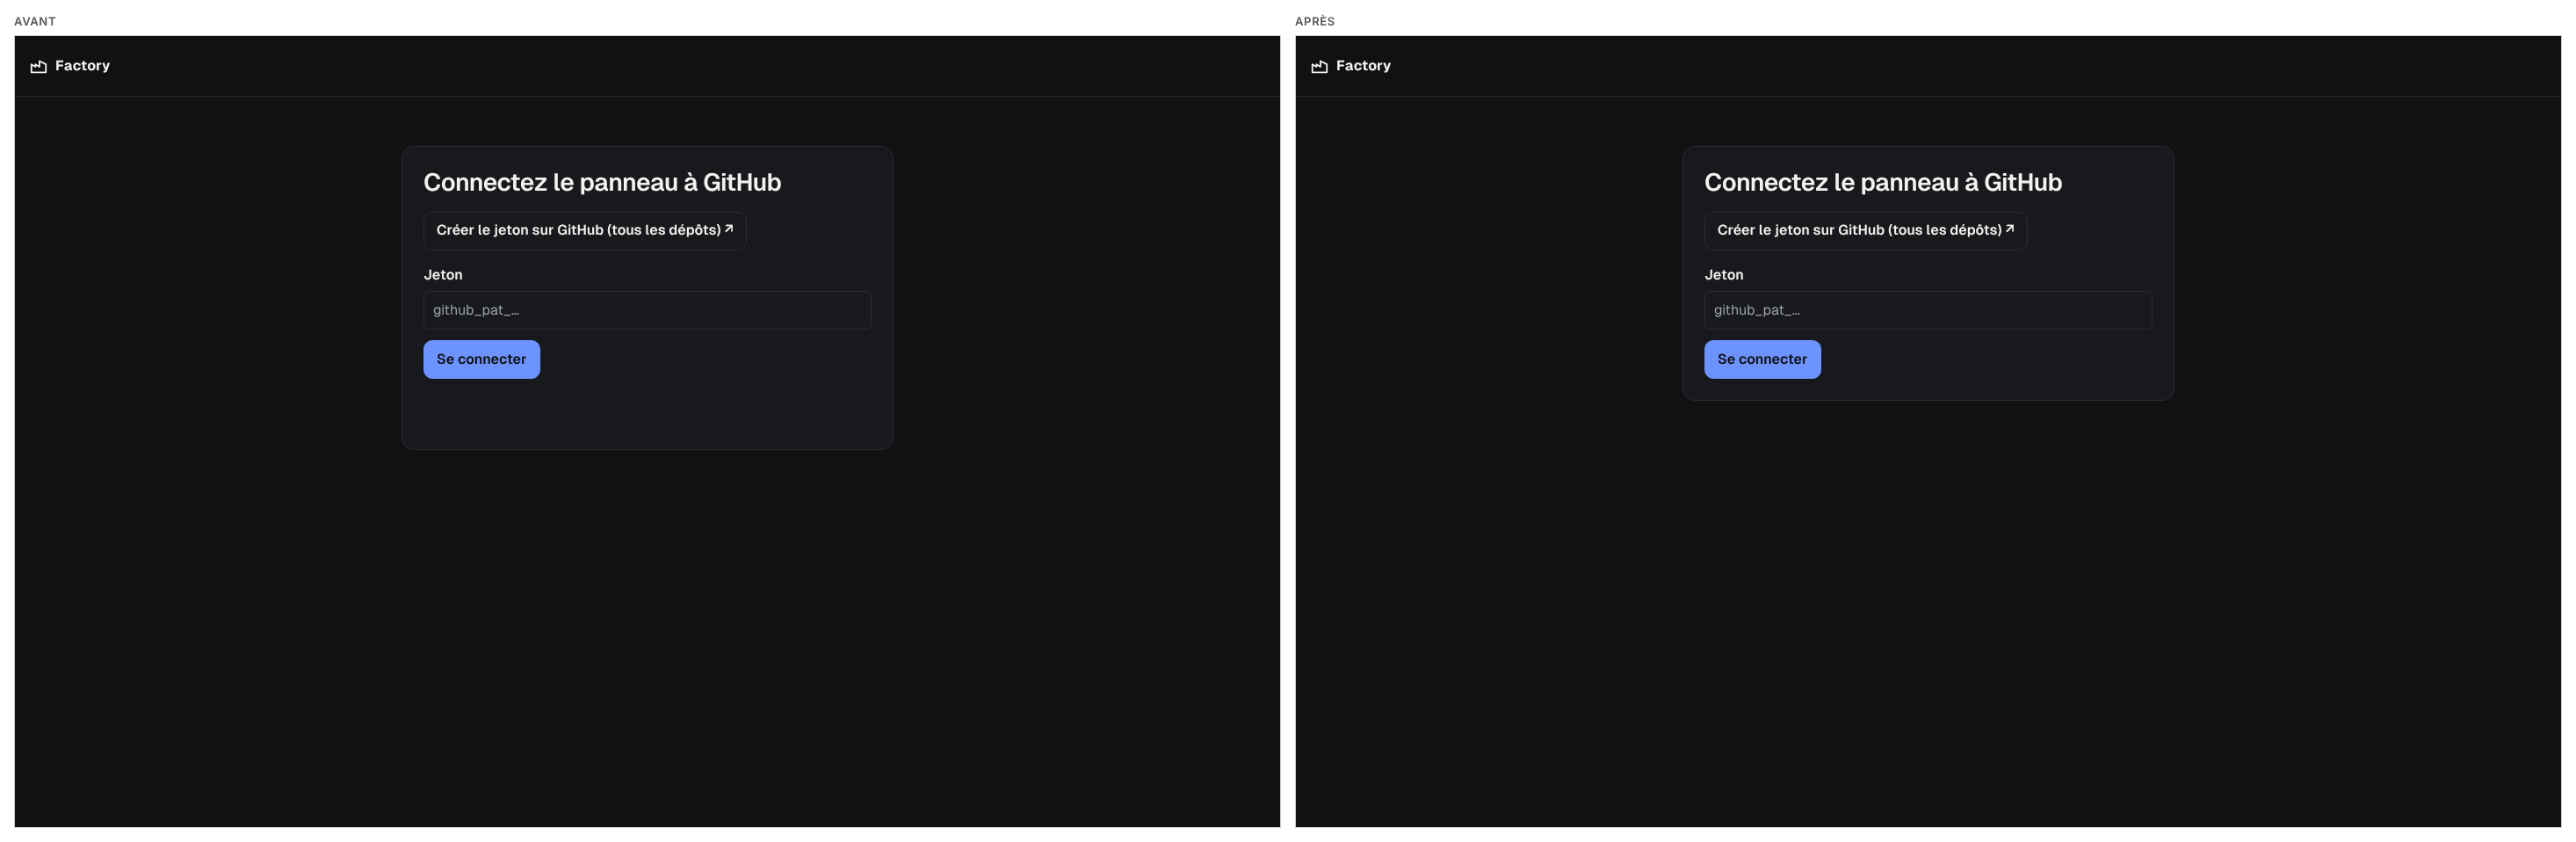 AVANT
Factory
Connectez le panneau à GitHub
Créer le jeton sur GitHub (tous les dépôts) ↗
Jeton
github_pat_…
Se connecter
APRÈS
Factory
Connectez le panneau à GitHub
Créer le jeton sur GitHub (tous les dépôts) ↗
Jeton
github_pat_…
Se connecter